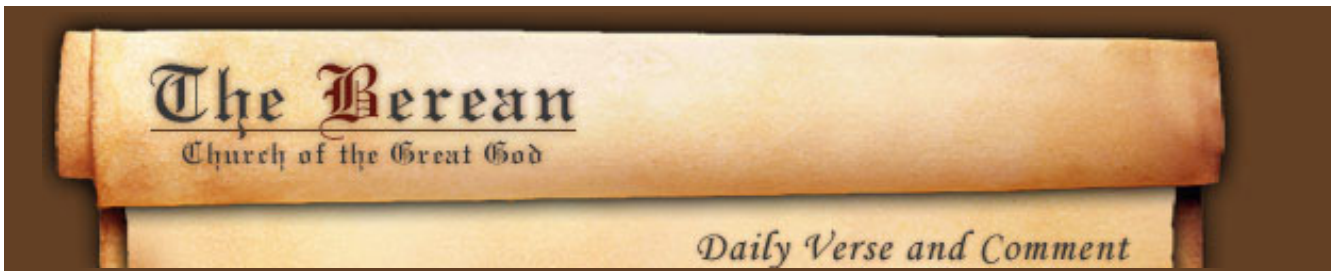 The Berean
Church of the Great God
Daily Verse and Comment